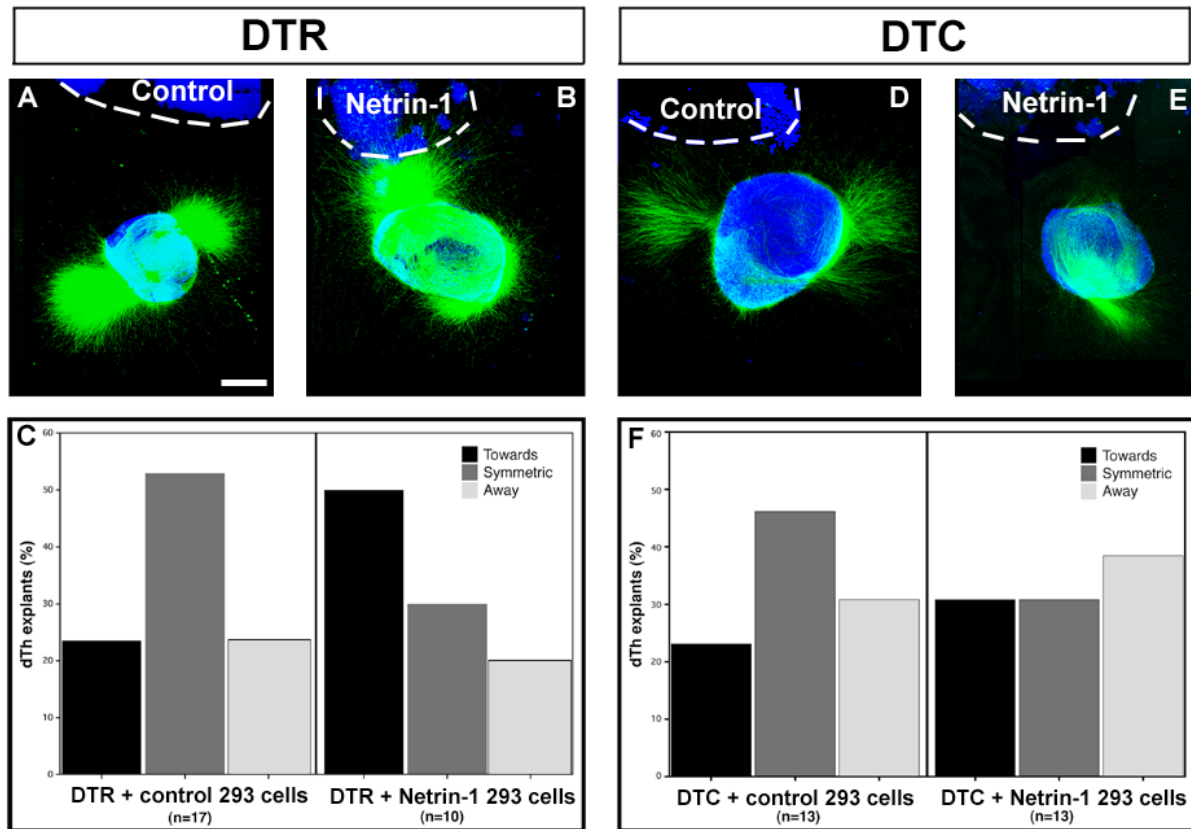 DTR
DTC
A
Control
Netrin-1
B
Control
D
Netrin-1
E
C
60
50
40
30
20
10
0
dTh explants (%)
Towards
Symmetric
Away
DTR + control 293 cells
(n=17)
DTR + Netrin-1 293 cells
(n=10)
F
60
50
40
30
20
10
0
dTh explants (%)
Towards
Symmetric
Away
DTC + control 293 cells
(n=13)
DTC + Netrin-1 293 cells
(n=13)